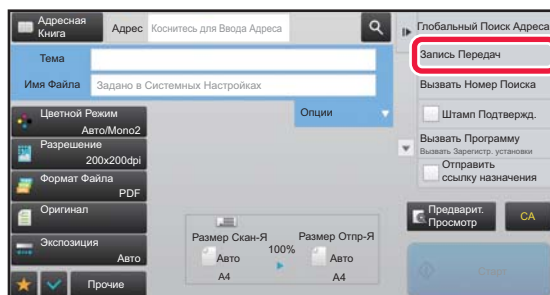 Адресная
Книга
Адрес
Коснитесь для Ввода Адреса
Тема
Имя Файла
Задано в Системных Настройках
Опции
Цветной Режим
Авто/Mono2
Разрешение
200x200dpi
Формат Файла
PDF
Оригинал
Экспозиция
Авто
Прочие
Размер Скан-Я
100%
Размер Отпр-Я
Авто
A4
Авто
A4
Глобальный Поиск Адреса
Запись Передач
Вызвать Номер Поиска
Штамп Подтвержд.
Вызвать Программу
Вызвать Зарегистр. установки
Отправить
ссылку назначения
Предварит.
Просмотр
CA